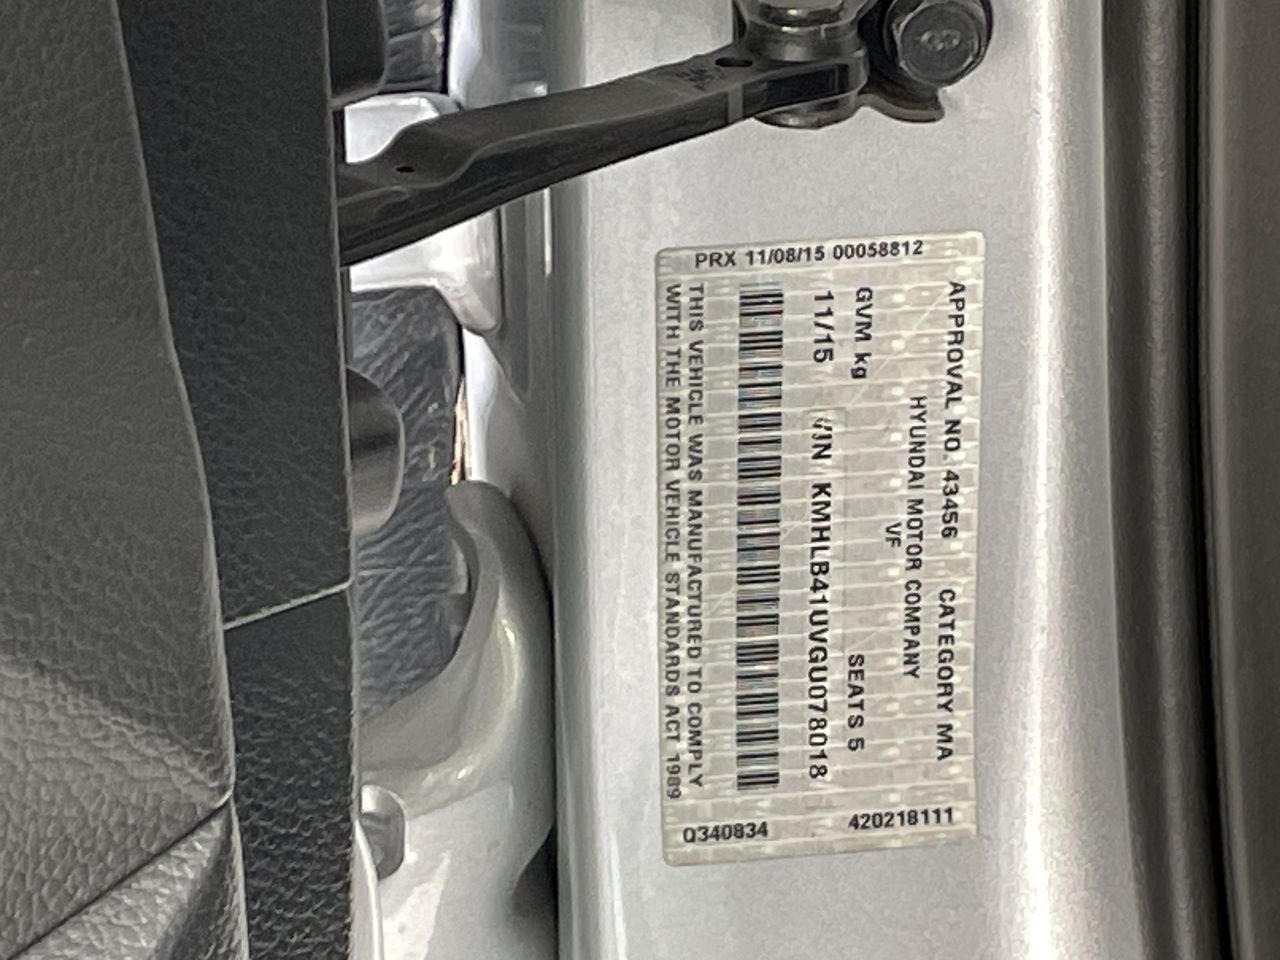 APPROVAL NO. 43456 CATEGORY MA
HYUNDAI MOTOR COMPANY
VF
GVM kg SEATS 5
11/15 VIN KMHLB41UVGU078018
THIS VEHICLE WAS MANUFACTURED TO COMPLY
WITH THE MOTOR VEHICLE STANDARDS ACT 1989
PRX 11/08/15 00058812
420218111
Q340834